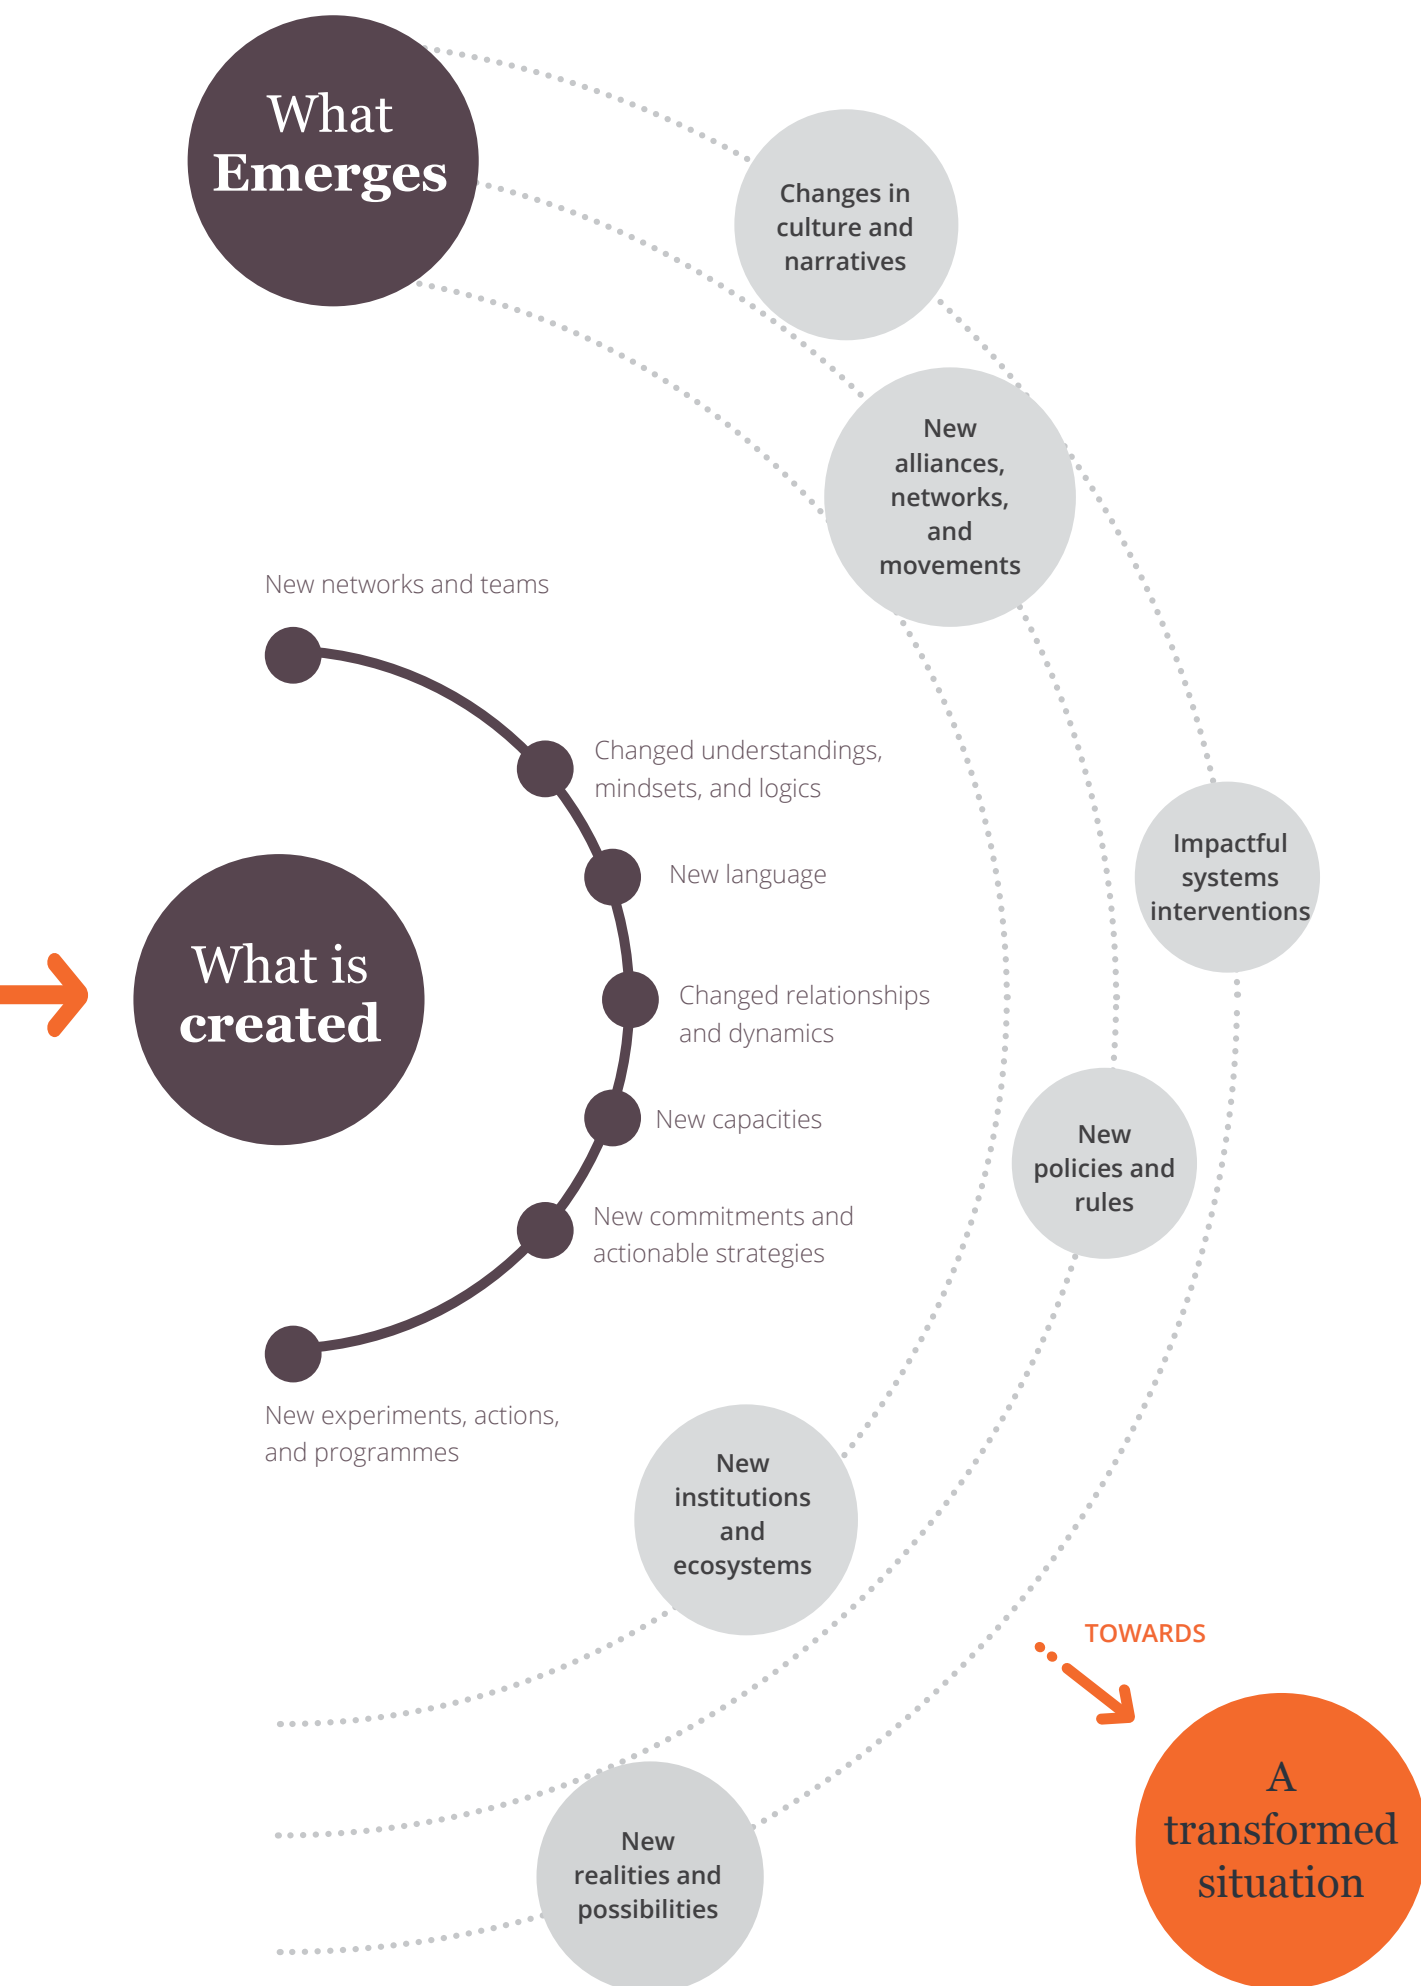 What
Emerges
Changes in
culture and
narratives
New
alliances,
networks,
and
movements
New networks and teams
Changed understandings,
mindsets, and logics
Impactful
systems
interventions
New language
What is
created
Changed relationships
and dynamics
New capacities
New
policies and
rules
New commitments and
actionable strategies
New experiments, actions,
and programmes
New
institutions
and
ecosystems
TOWARDS
A
transformed
situation
New
realities and
possibilities